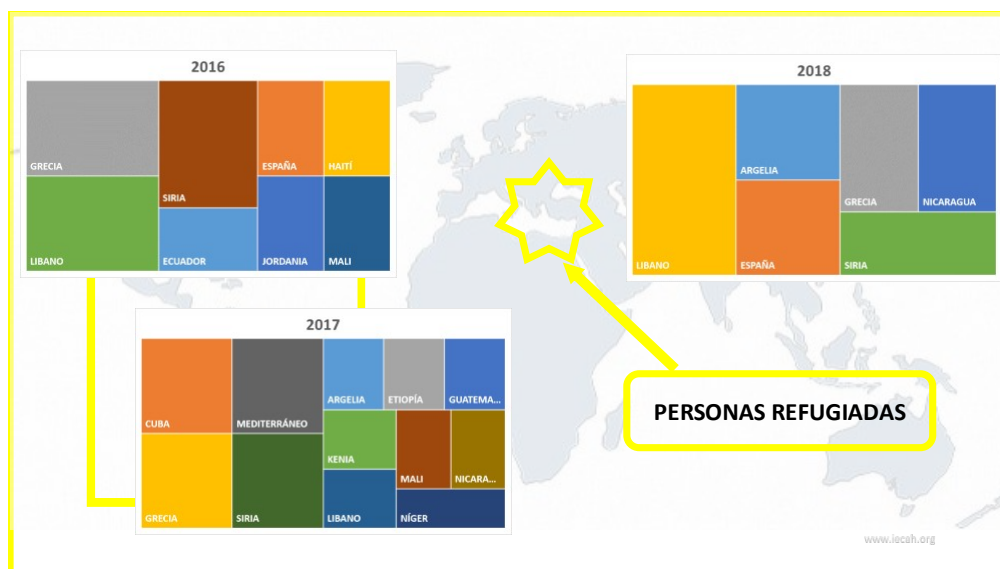 2016
GRECIA
SIRIA
ESPAÑA
HAITÍ
LIBANO
ECUADOR
JORDANIA
MALI
2018
LIBANO
ARGELIA
ESPAÑA
GRECIA
NICARAGUA
SIRIA
2017
CUBA
MEDITERRÁNEO
ARGELIA
ETIOPÍA
GUATEMA...
KENIA
MALI
NICARA...
GRECIA
SIRIA
LIBANO
NÍGER
PERSONAS REFUGIADAS
www.iecah.org